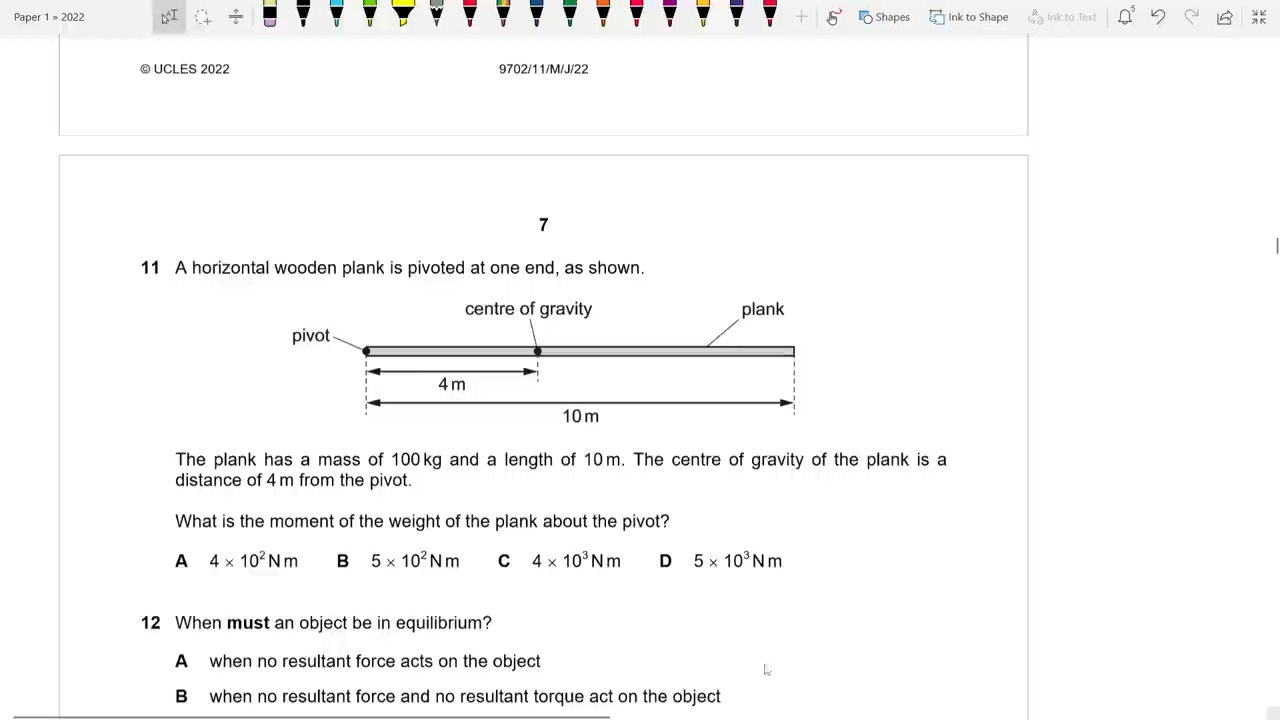 Paper 1 » 2022
Shapes
Ink to Shape
Ink to Text
© UCLES 2022
9702/11/M/J/22
7
11 A horizontal wooden plank is pivoted at one end, as shown.
centre of gravity
plank
pivot
4 m
10 m
The plank has a mass of 100 kg and a length of 10 m. The centre of gravity of the plank is a
distance of 4 m from the pivot.
What is the moment of the weight of the plank about the pivot?
A 4 × 10² N m B 5 × 10² N m C 4 × 10³ N m D 5 × 10³ N m
12 When must an object be in equilibrium?
A when no resultant force acts on the object
B when no resultant force and no resultant torque act on the object